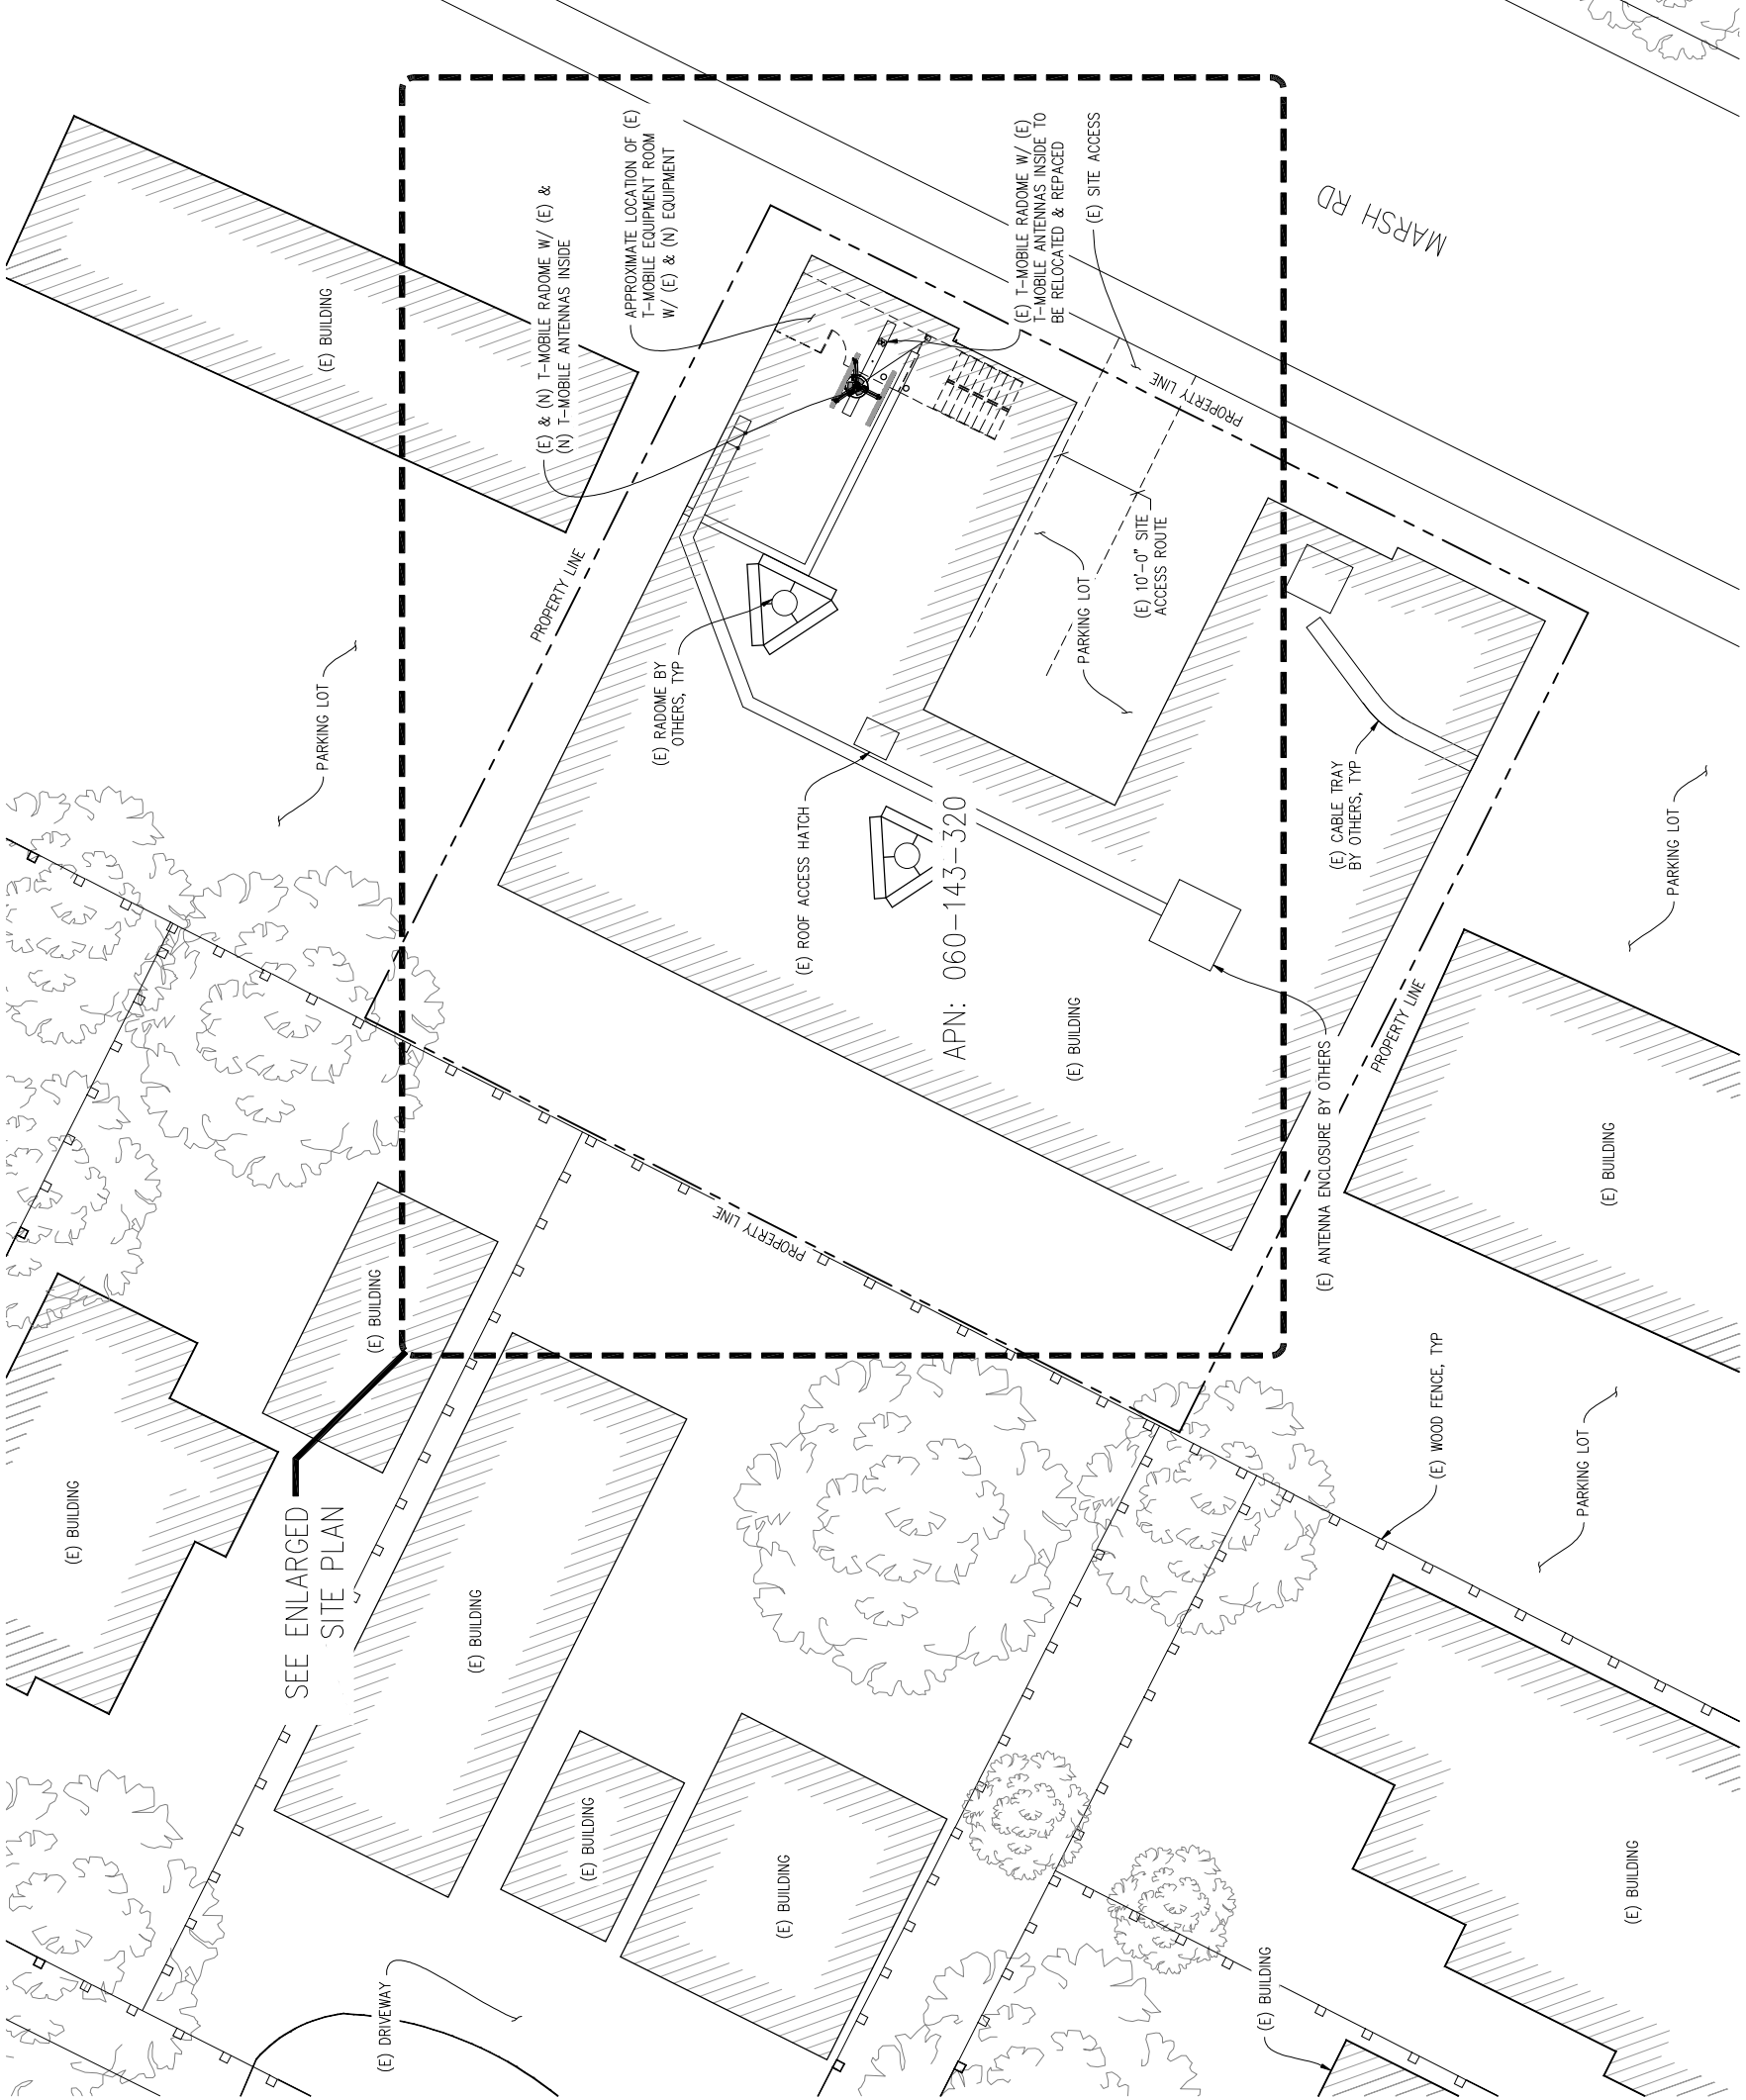 (E) BUILDING
(E) & (N) T-MOBILE RADOME W/ (E) &
(N) T-MOBILE ANTENNAS INSIDE
APPROXIMATE LOCATION OF (E)
T-MOBILE EQUIPMENT ROOM
W/ (E) & (N) EQUIPMENT
(E) T-MOBILE RADOME W/ (E)
T-MOBILE ANTENNAS INSIDE TO
BE RELOCATED & REPACED
(E) SITE ACCESS
MARSH RD
PROPERTY LINE
PROPERTY LINE
PARKING LOT
(E) RADOME BY
OTHERS, TYP
PARKING LOT
(E) 10'-0" SITE
ACCESS ROUTE
(E) ROOF ACCESS HATCH
APN: 060-143-320
(E) BUILDING
(E) CABLE TRAY
BY OTHERS, TYP
PARKING LOT
(E) ANTENNA ENCLOSURE BY OTHERS
PROPERTY LINE
(E) BUILDING
PROPERTY LINE
(E) BUILDING
(E) BUILDING
SEE ENLARGED
SITE PLAN
(E) BUILDING
(E) WOOD FENCE, TYP
PARKING LOT
(E) BUILDING
(E) BUILDING
(E) BUILDING
(E) DRIVEWAY
(E) BUILDING